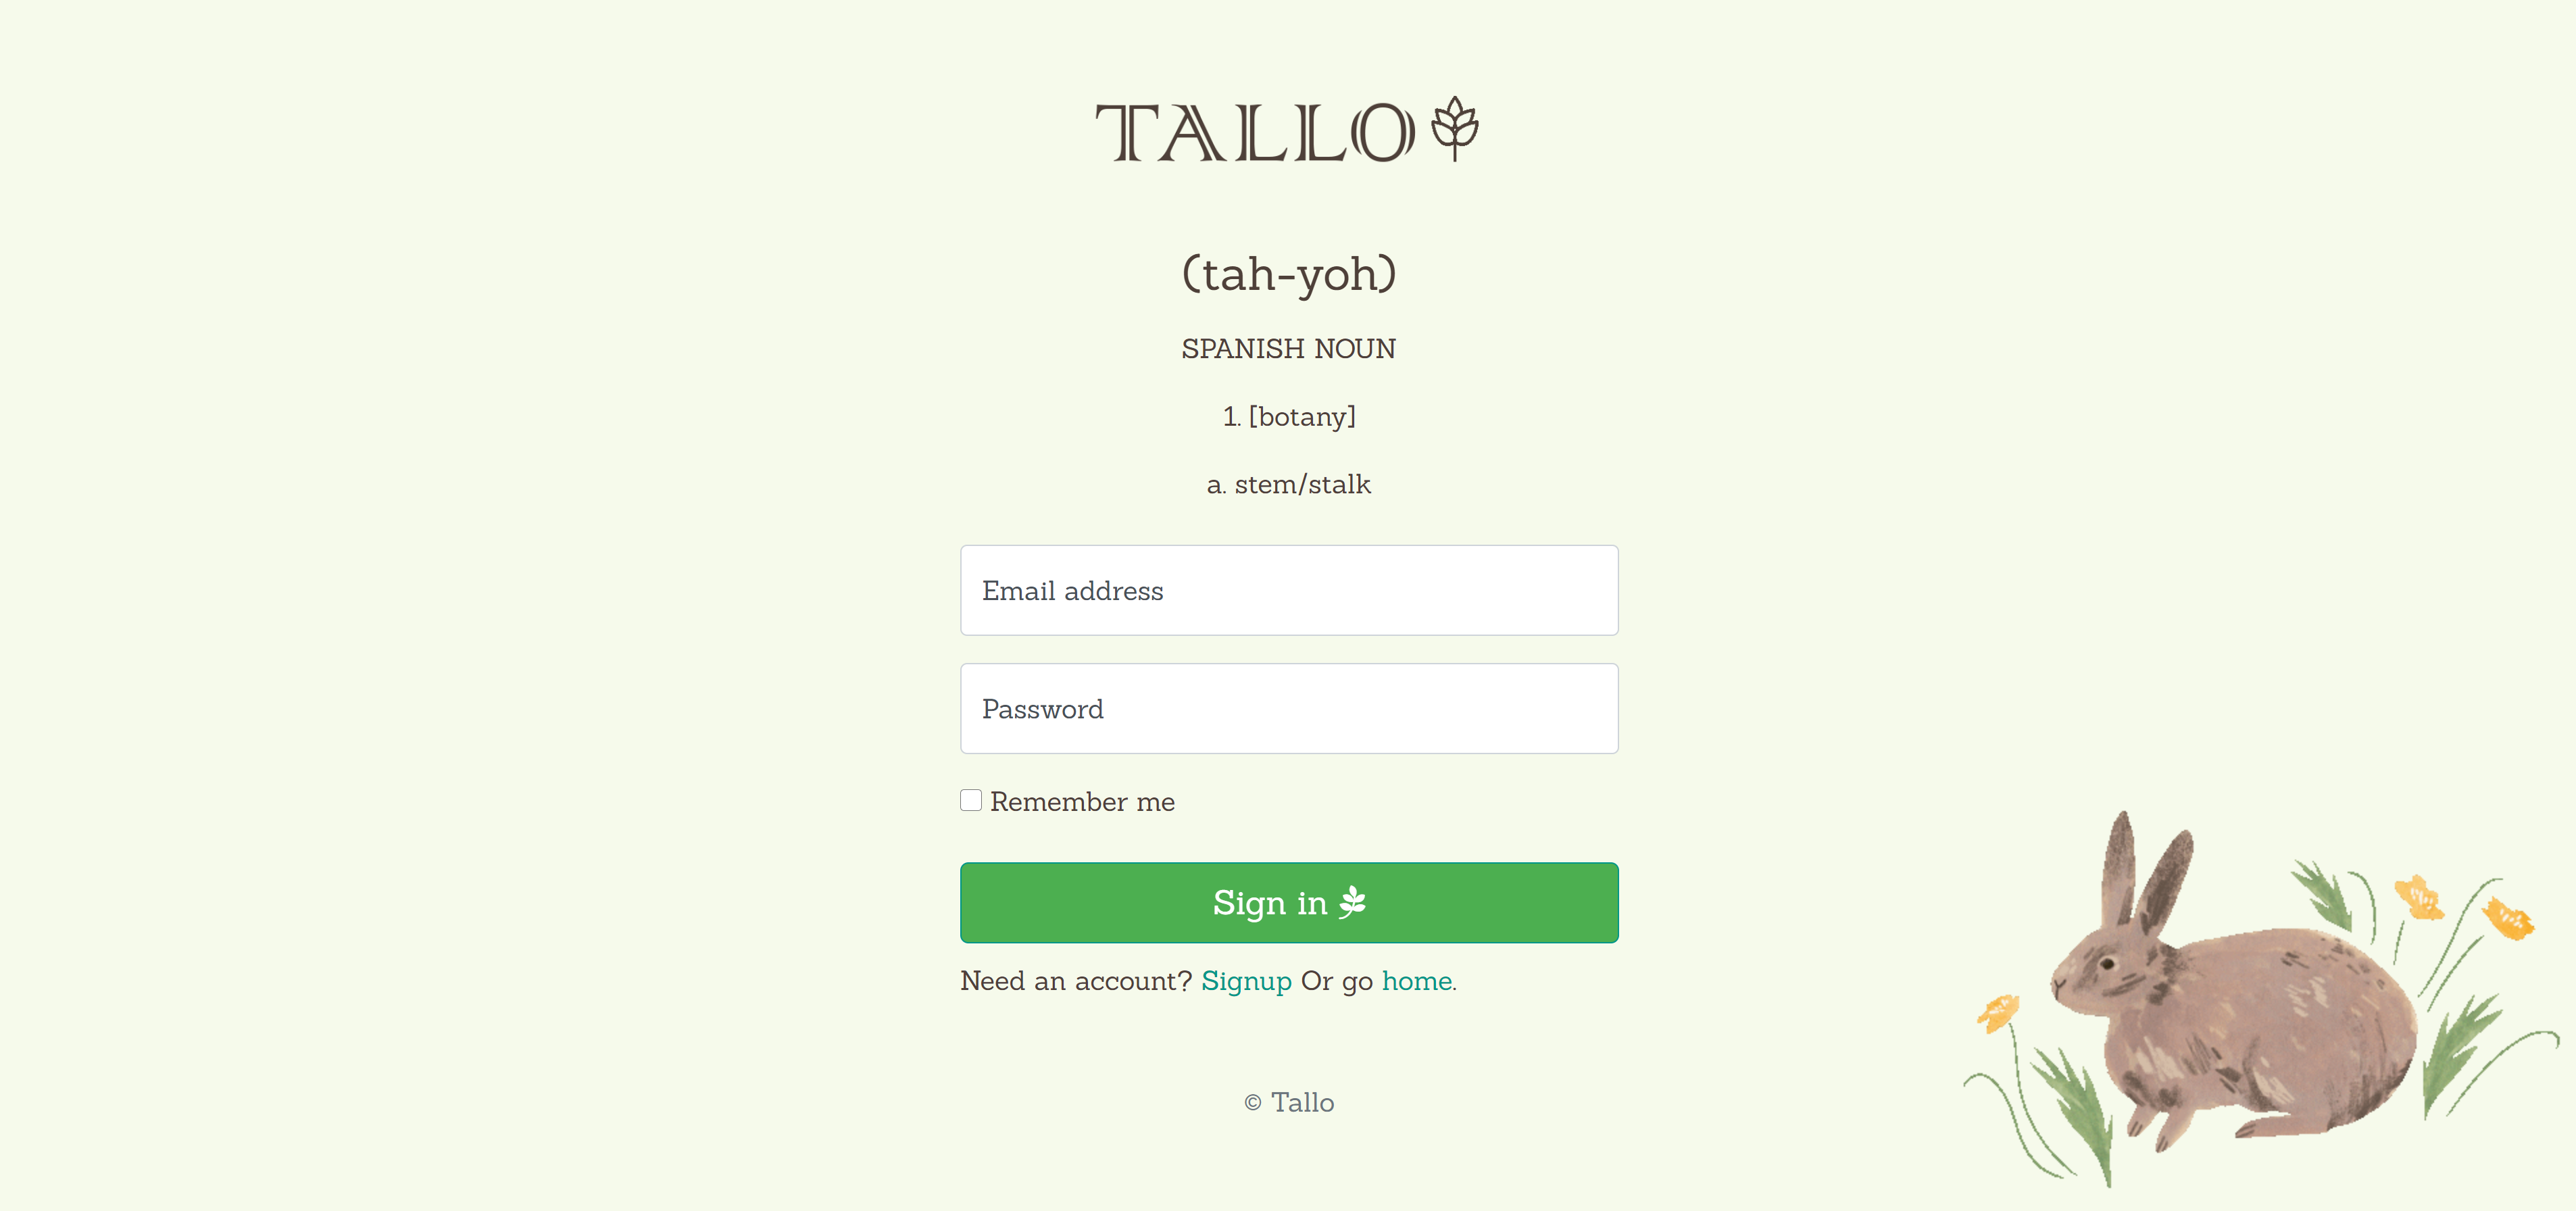 TALLO
(tah-yoh)
SPANISH NOUN
1. [botany]
a. stem/stalk
Email address
Password
Remember me
Sign in
Need an account? Signup Or go home.
© Tallo